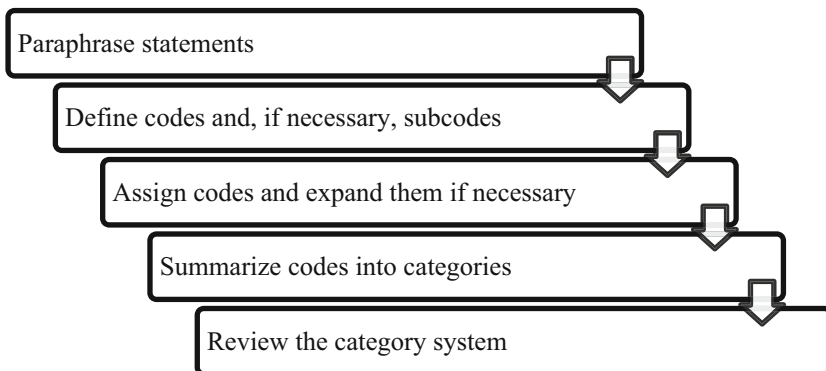 Paraphrase statements
Define codes and, if necessary, subcodes
Assign codes and expand them if necessary
Summarize codes into categories
Review the category system